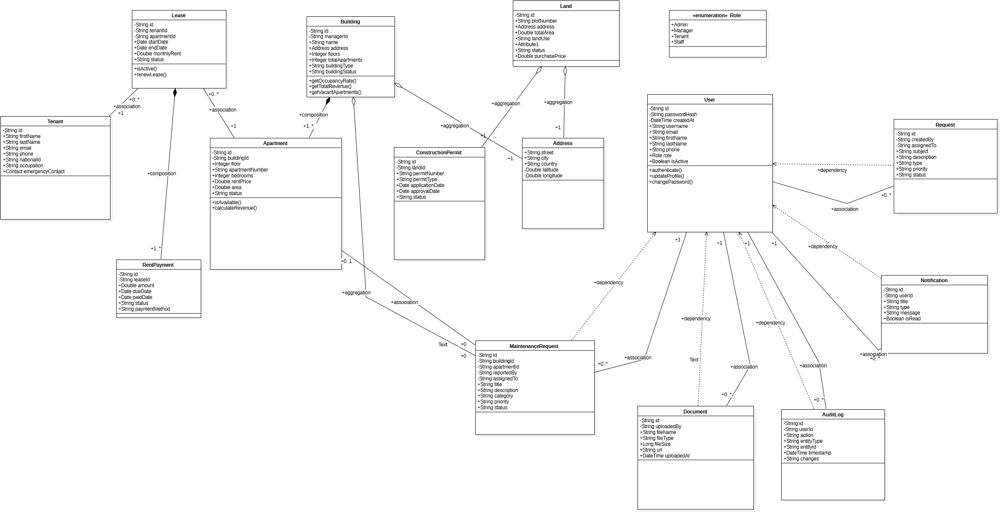 Lease
-String id
-String tenantId
-String apartmentId
+Date startDate
+Date endDate
+Double monthlyRent
+String status
+isActive()
+renewLease()
Building
-String id
-String managerId
+String name
+Address address
+Integer floors
+Integer totalApartments
+String buildingType
+String buildingStatus
+getOccupancyRate()
+getTotalRevenue()
+getVacantApartments()
Land
-String id
+String plotNumber
+Address address
+Double totalArea
+String landUse
+Attribute1
+String status
+Double purchasePrice
«enumeration» Role
+Admin
+Manager
+Tenant
+Staff
+0..*
+association
+1
+0..*
+association
+1
+composition
+1..*
+aggregation
+1
+aggregation
+1
+aggregation
+1
Tenant
-String id
+String firstName
+String lastName
+String email
+String phone
+String nationalId
+String occupation
+Contact emergencyContact
+composition
+1..*
Apartment
-String id
-String buildingId
+Integer floor
+String apartmentNumber
+Integer bedrooms
+Double rentPrice
+Double area
+String status
+isAvailable()
+calculateRevenue()
ConstructionPermit
-String id
-String landId
+String permitNumber
+String permitType
+Date applicationDate
+Date approvalDate
+String status
Address
+String street
+String city
+String country
-Double latitude
-Double longitude
User
-String id
-String passwordHash
-DateTime createdAt
+String username
+String email
+String firstName
+String lastName
+String phone
+Role role
+Boolean isActive
+authenticate()
+updateProfile()
+changePassword()
Request
-String id
-String createdBy
-String assignedTo
+String subject
+String description
+String type
+String priority
+String status
+dependency
+0..*
+association
+1
+1
+1
+1
+dependency
RentPayment
-String id
-String leaseId
+Double amount
+Date dueDate
+Date paidDate
+String status
+String paymentMethod
+0..1
+aggregation
+association
Text
+0
+0
+dependency
+dependency
+dependency
Notification
-String id
-String userId
+String title
+String type
+String message
+Boolean isRead
MaintenanceRequest
-String id
-String buildingId
-String apartmentId
-String reportedBy
-String assignedTo
+String title
+String description
+String category
+String priority
+String status
+association
+0..*
Text
+association
+0..*
+association
+0..*
+association
+0..*
Document
-String id
-String uploadedBy
+String fileName
+String fileType
+Long fileSize
+String url
+DateTime uploadedAt
AuditLog
-String id
-String userId
+String action
+String entityType
+String entityId
+DateTime timestamp
+String changes